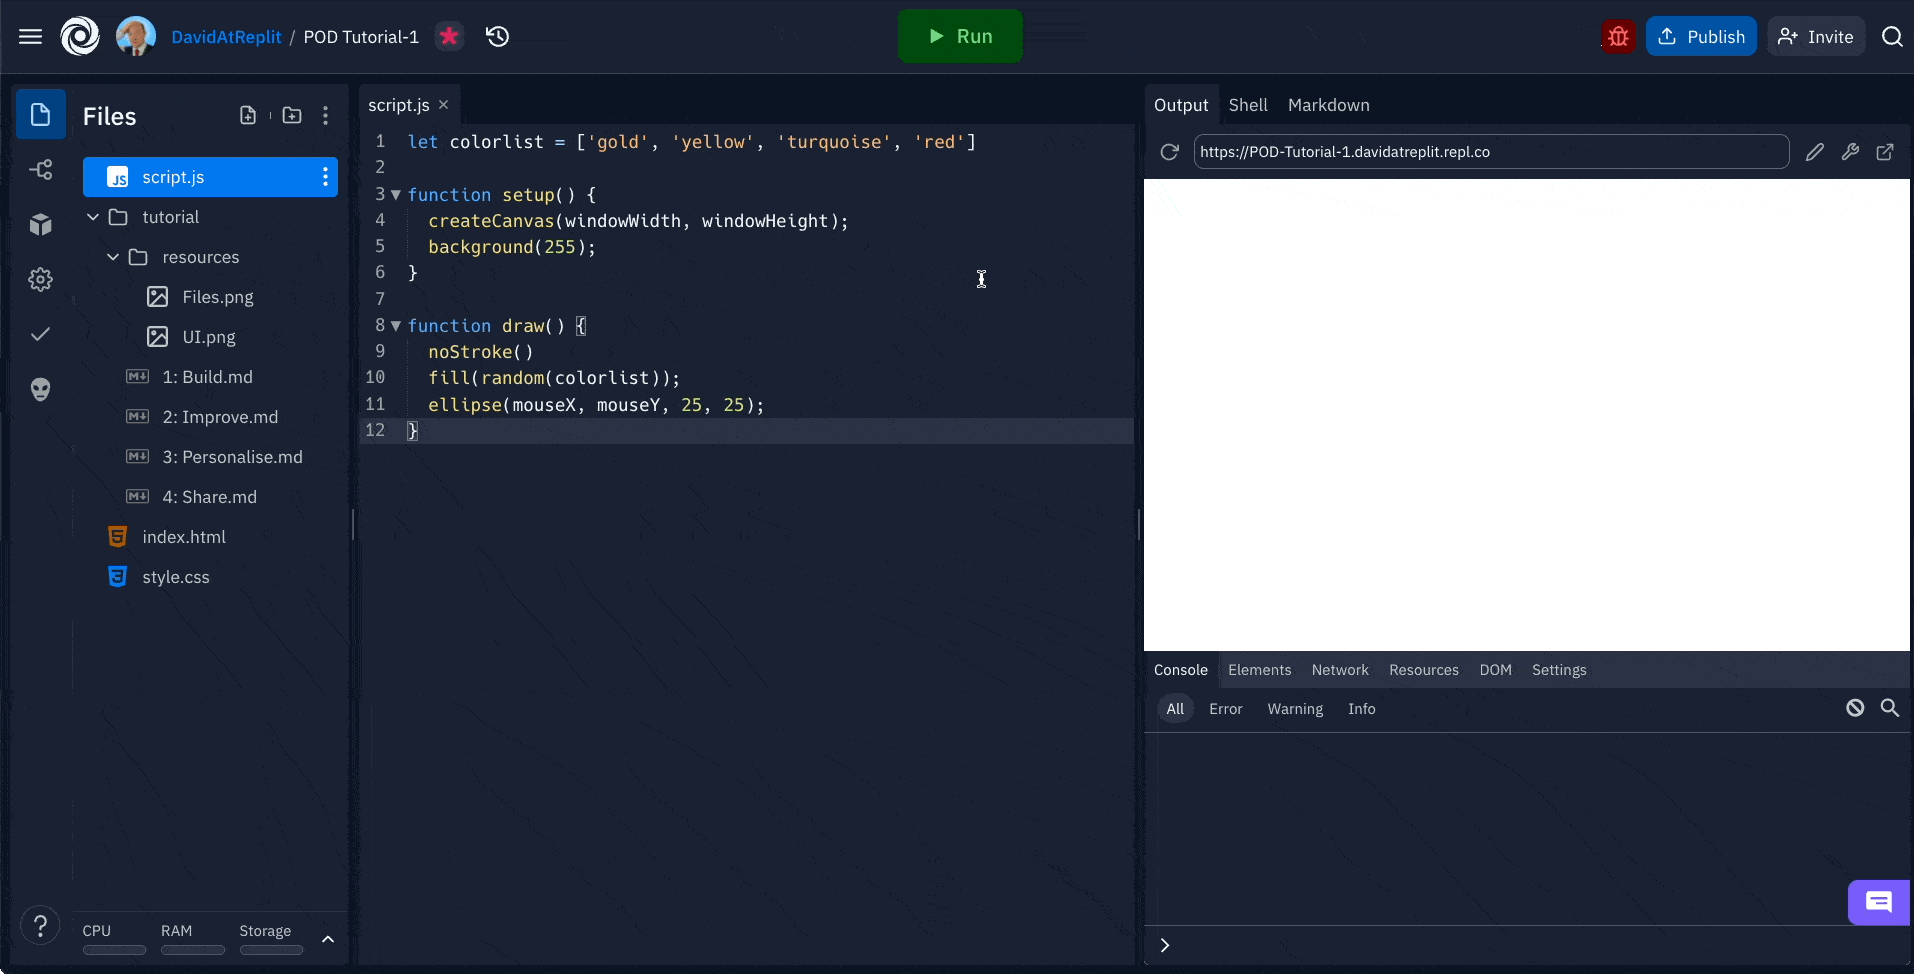 DavidAtReplit / POD Tutorial-1
Run
Publish
Invite
Files
JS script.js
tutorial
resources
Files.png
UI.png
M 1: Build.md
M 2: Improve.md
M 3: Personalise.md
M 4: Share.md
5 index.html
3 style.css
?
CPU RAM Storage
script.js ×
1 let colorlist = ['gold', 'yellow', 'turquoise', 'red']
2
3 function setup() {
4 createCanvas(windowWidth, windowHeight);
5 background(255);
6 }
7
8 function draw() {
9 noStroke()
10 fill(random(colorlist));
11 ellipse(mouseX, mouseY, 25, 25);
12 }
Output Shell Markdown
https://POD-Tutorial-1.davidatreplit.repl.co
Console Elements Network Resources DOM Settings
All Error Warning Info